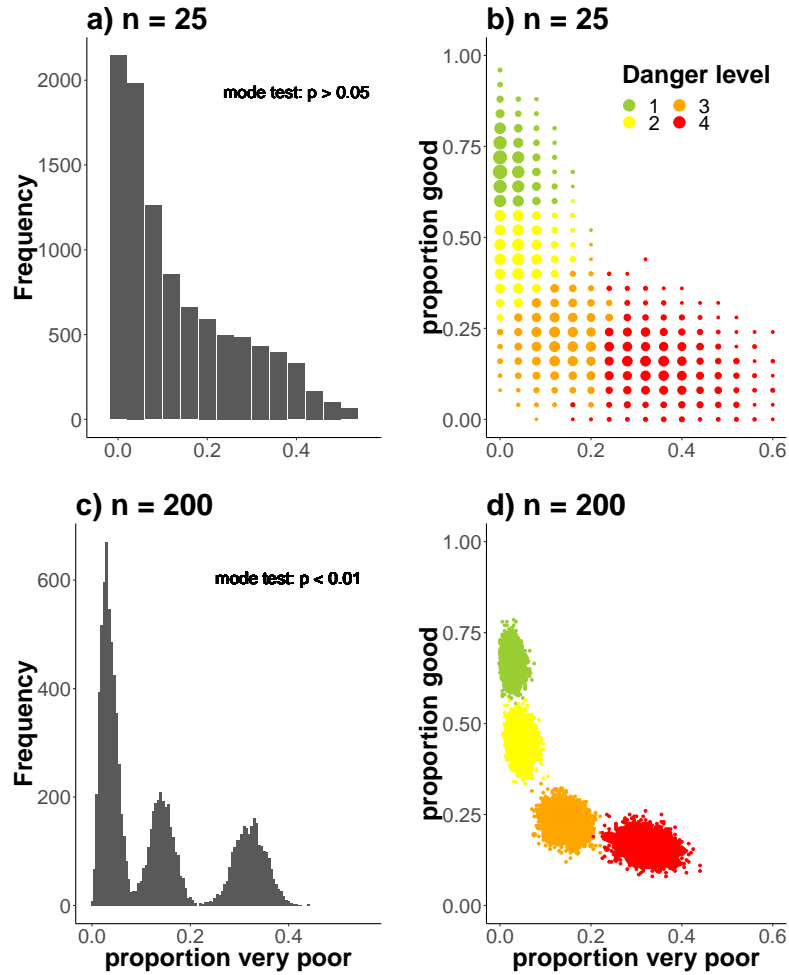 a) n = 25
mode test: p > 0.05
Frequency
2000
1500
1000
500
0
0.0 0.2 0.4
b) n = 25
Danger level
1 3
2 4
proportion good
1.00
0.75
0.50
0.25
0.00
0.0 0.2 0.4 0.6
c) n = 200
mode test: p < 0.01
Frequency
600
400
200
0
0.0 0.2 0.4
proportion very poor
d) n = 200
proportion good
1.00
0.75
0.50
0.25
0.00
0.0 0.2 0.4 0.6
proportion very poor